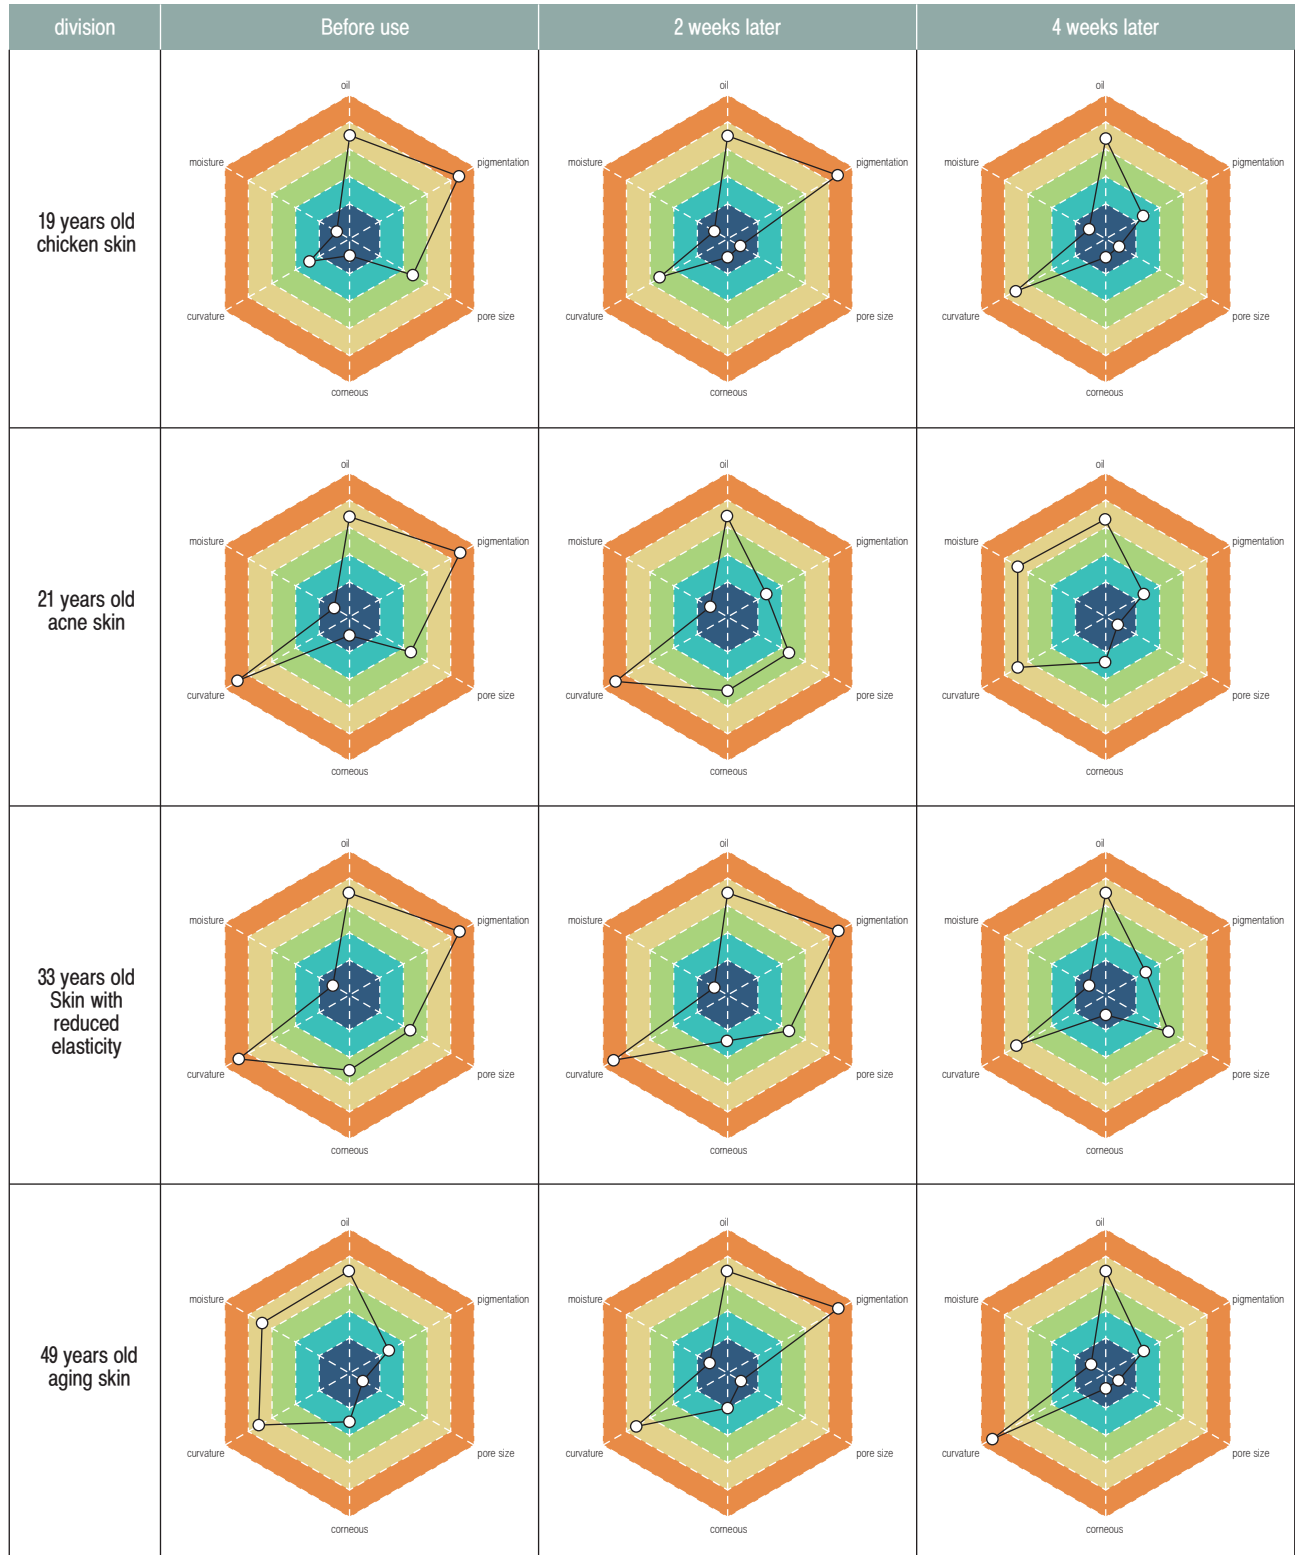 division
Before use
2 weeks later
4 weeks later
19 years old
chicken skin
oil
moisture
pigmentation
curvature
pore size
corneous
oil
moisture
pigmentation
curvature
pore size
corneous
oil
moisture
pigmentation
curvature
pore size
corneous
21 years old
acne skin
oil
moisture
pigmentation
curvature
pore size
corneous
oil
moisture
pigmentation
curvature
pore size
corneous
oil
moisture
pigmentation
curvature
pore size
corneous
33 years old
Skin with
reduced
elasticity
oil
moisture
pigmentation
curvature
pore size
corneous
oil
moisture
pigmentation
curvature
pore size
corneous
oil
moisture
pigmentation
curvature
pore size
corneous
49 years old
aging skin
oil
moisture
pigmentation
curvature
pore size
corneous
oil
moisture
pigmentation
curvature
pore size
corneous
oil
moisture
pigmentation
curvature
pore size
corneous